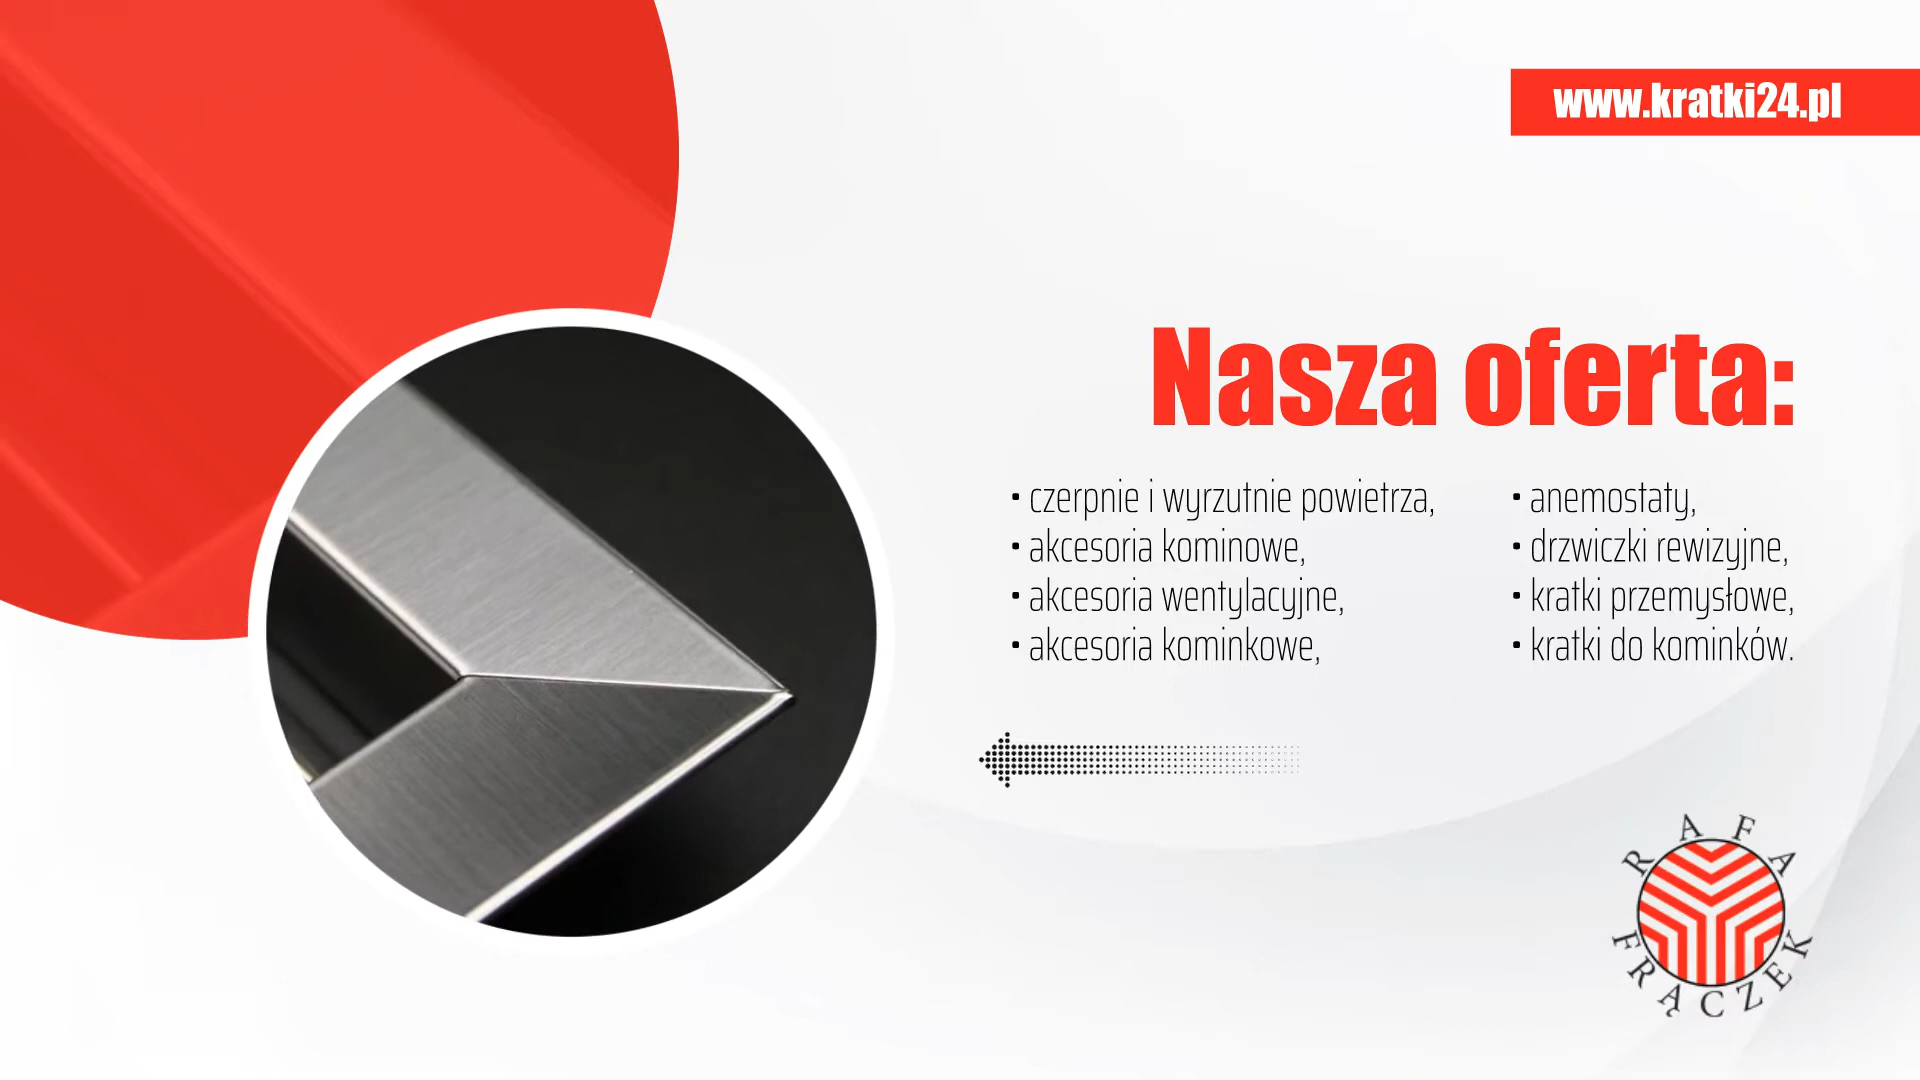 www.kratki24.pl
Nasza oferta:
• czerpnie i wyrzutnie powietrza,
• akcesoria kominowe,
• akcesoria wentylacyjne,
• akcesoria kominkowe,
• anemostaty,
• drzwiczki rewizyjne,
• kratki przemysłowe,
• kratki do kominków.
RAFA
FRĄCZEK